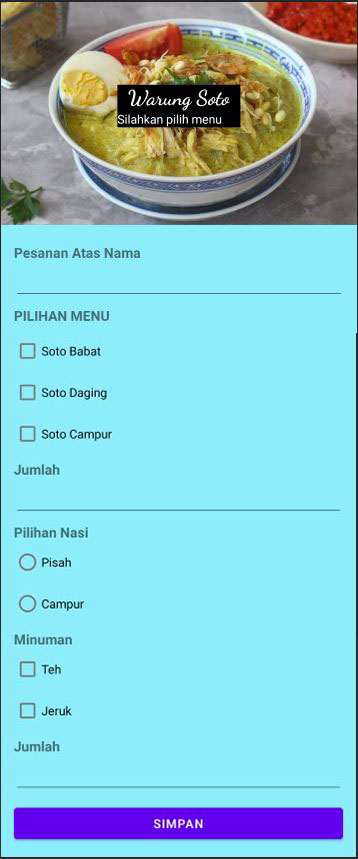 Warung Soto
Silahkan pilih menu
Pesanan Atas Nama
PILIHAN MENU
Soto Babat
Soto Daging
Soto Campur
Jumlah
Pilihan Nasi
Pisah
Campur
Minuman
Teh
Jeruk
Jumlah
SIMPAN